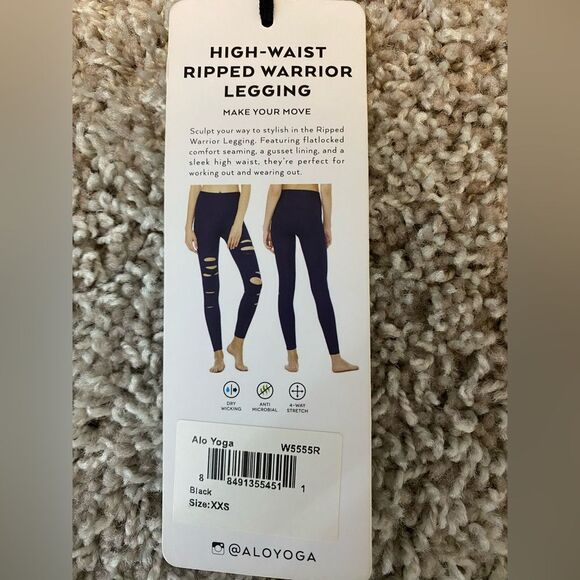 HIGH-WAIST
RIPPED WARRIOR
LEGGING
MAKE YOUR MOVE
Sculpt your way to stylish in the Ripped
Warrior Legging. Featuring flatlocked
comfort seaming, a gusset lining, and a
sleek high waist, they're perfect for
working out and wearing out.
DRY WICKING
ANTI MICROBIAL
4-WAY STRETCH
Alo Yoga W5555R
8 84913 55451 1
Black
Size:XXS
@ALOYOGA